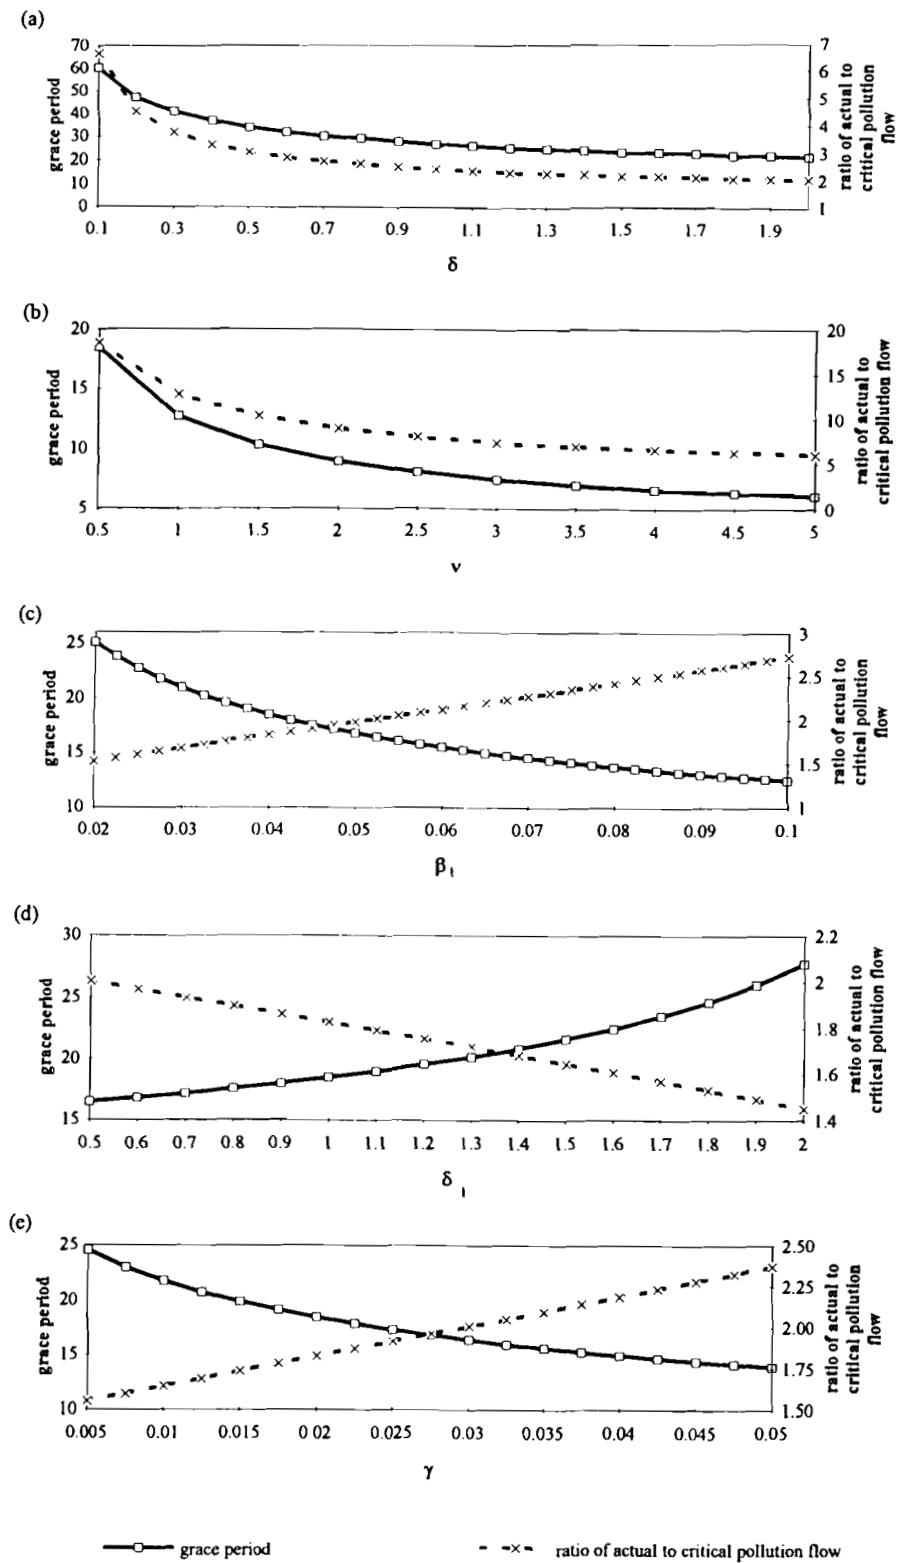 (a)
70
60
50
40
30
20
10
0
grace period
7
6
5
4
3
2
1
ratio of actual to
critical pollution
flow
0.1 0.3 0.5 0.7 0.9 1.1 1.3 1.5 1.7 1.9
δ
(b)
20
15
10
5
grace period
20
15
10
5
0
ratio of actual to
critical pollution flow
0.5 1 1.5 2 2.5 3 3.5 4 4.5 5
ν
(c)
25
20
15
10
grace period
3
2.5
2
1.5
1
ratio of actual to
critical pollution
flow
0.02 0.03 0.04 0.05 0.06 0.07 0.08 0.09 0.1
β1
(d)
30
25
20
15
grace period
2.2
2
1.8
1.6
1.4
ratio of actual to
critical pollution flow
0.5 0.6 0.7 0.8 0.9 1 1.1 1.2 1.3 1.4 1.5 1.6 1.7 1.8 1.9 2
δ1
(e)
25
20
15
10
grace period
2.50
2.25
2.00
1.75
1.50
ratio of actual to
critical pollution
flow
0.005 0.01 0.015 0.02 0.025 0.03 0.035 0.04 0.045 0.05
γ
grace period ratio of actual to critical pollution flow